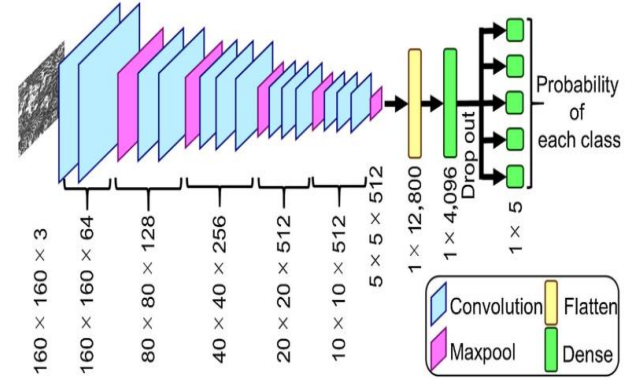 160 × 160 × 3
160 × 160 × 64
80 × 80 × 128
40 × 40 × 256
20 × 20 × 512
10 × 10 × 512
5 × 5 × 512
1 × 12,800
1 × 4,096
Drop out
1 × 5
Probability
of
each class
Convolution
Flatten
Maxpool
Dense